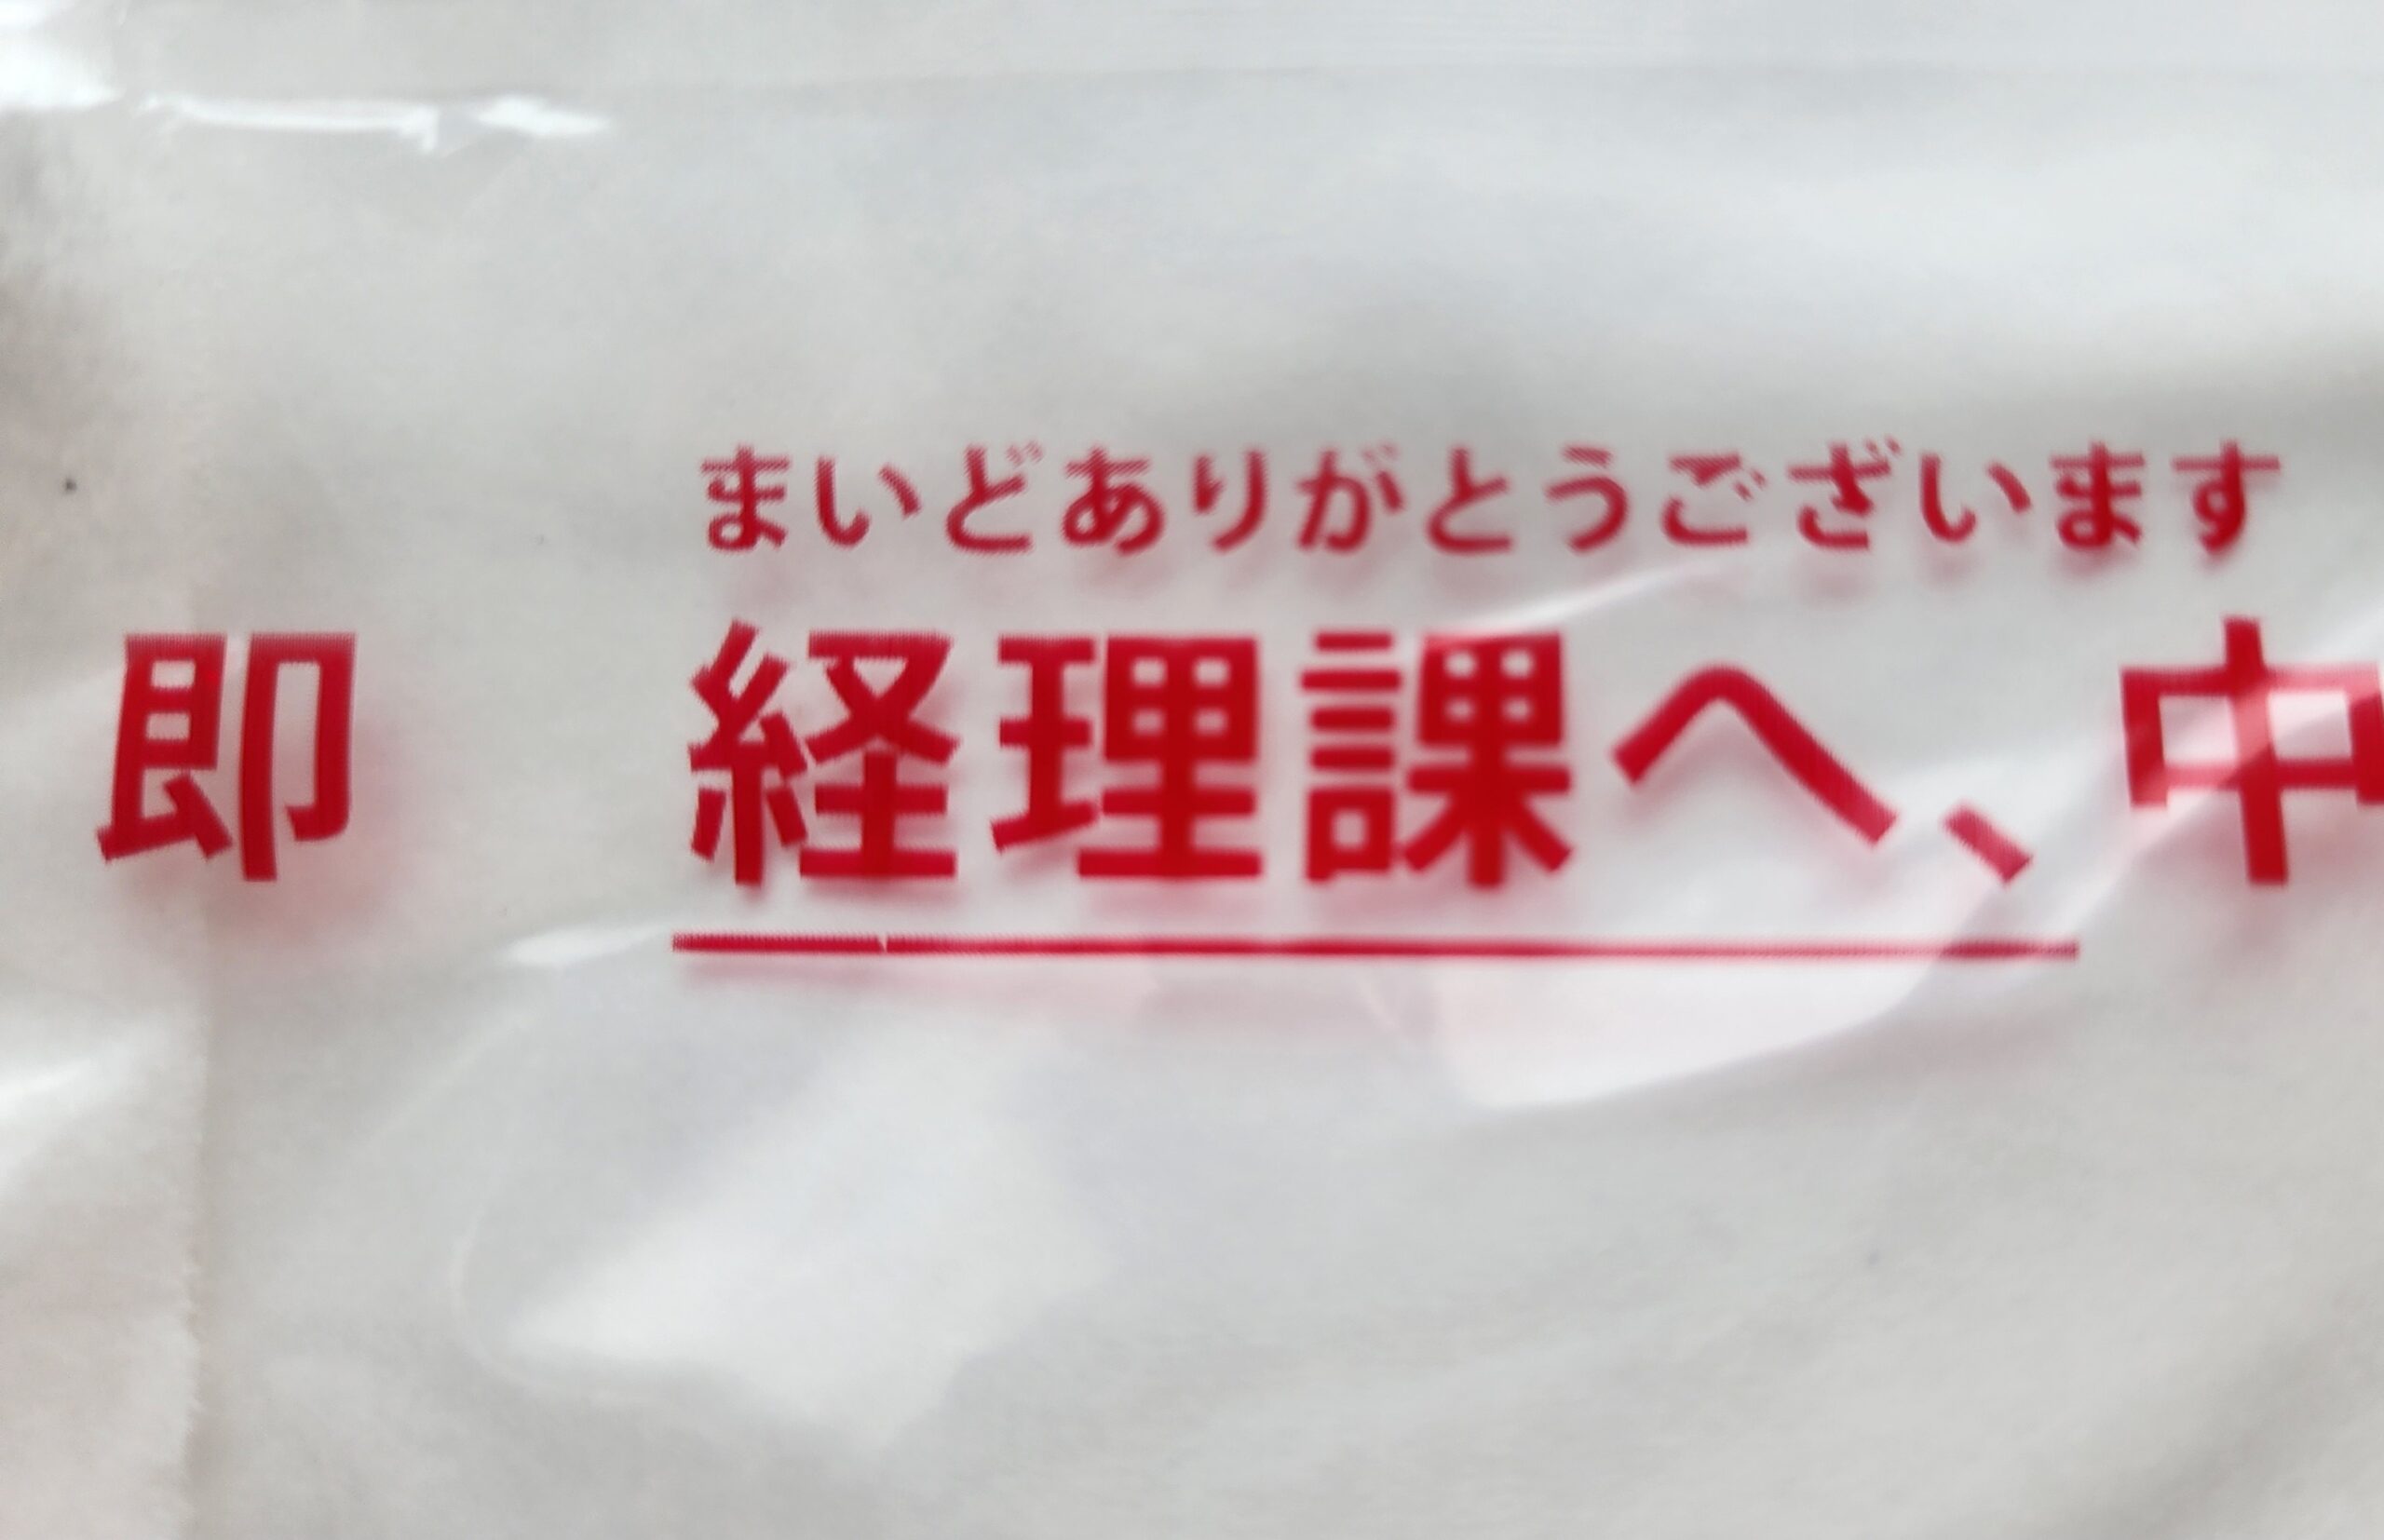 まいどありがとうございます
即 経理課へ、中